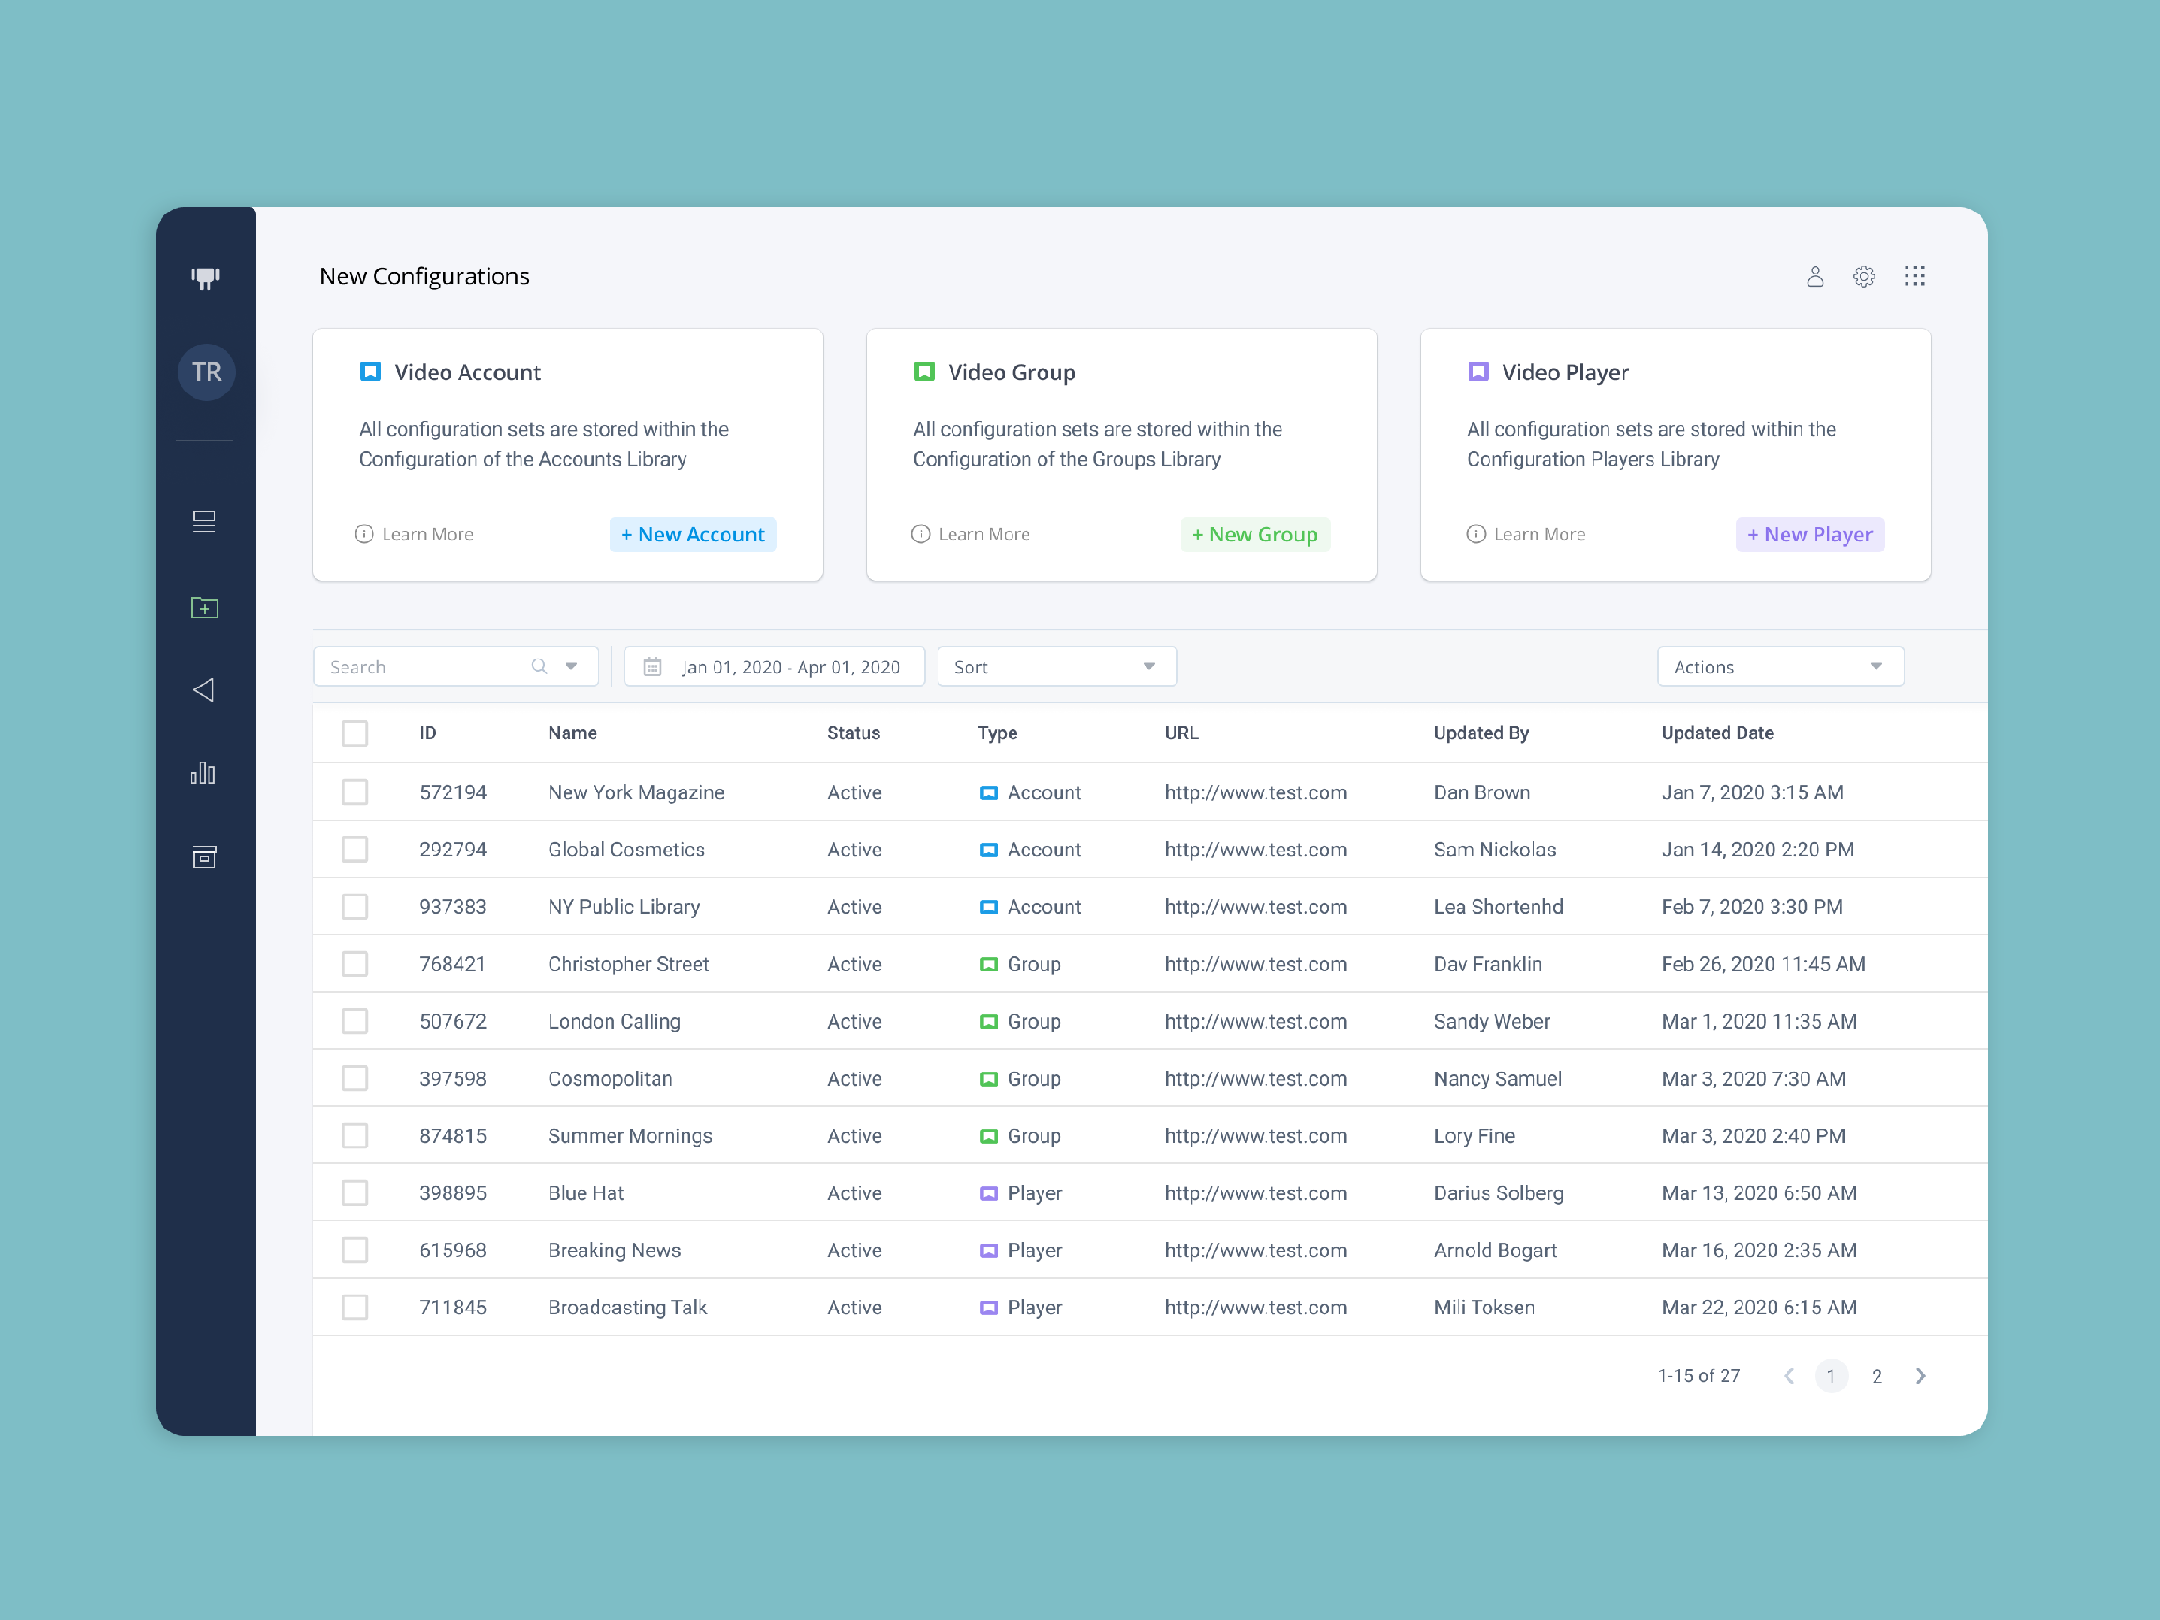 New Configurations
TR
Video Account
All configuration sets are stored within the
Configuration of the Accounts Library
Learn More
+ New Account
Video Group
All configuration sets are stored within the
Configuration of the Groups Library
Learn More
+ New Group
Video Player
All configuration sets are stored within the
Configuration Players Library
Learn More
+ New Player
Search
Jan 01, 2020 - Apr 01, 2020
Sort
Actions
ID Name Status Type URL Updated By Updated Date
572194 New York Magazine Active Account http://www.test.com Dan Brown Jan 7, 2020 3:15 AM
292794 Global Cosmetics Active Account http://www.test.com Sam Nickolas Jan 14, 2020 2:20 PM
937383 NY Public Library Active Account http://www.test.com Lea Shortenhd Feb 7, 2020 3:30 PM
768421 Christopher Street Active Group http://www.test.com Dav Franklin Feb 26, 2020 11:45 AM
507672 London Calling Active Group http://www.test.com Sandy Weber Mar 1, 2020 11:35 AM
397598 Cosmopolitan Active Group http://www.test.com Nancy Samuel Mar 3, 2020 7:30 AM
874815 Summer Mornings Active Group http://www.test.com Lory Fine Mar 3, 2020 2:40 PM
398895 Blue Hat Active Player http://www.test.com Darius Solberg Mar 13, 2020 6:50 AM
615968 Breaking News Active Player http://www.test.com Arnold Bogart Mar 16, 2020 2:35 AM
711845 Broadcasting Talk Active Player http://www.test.com Mili Toksen Mar 22, 2020 6:15 AM
1-15 of 27 1 2